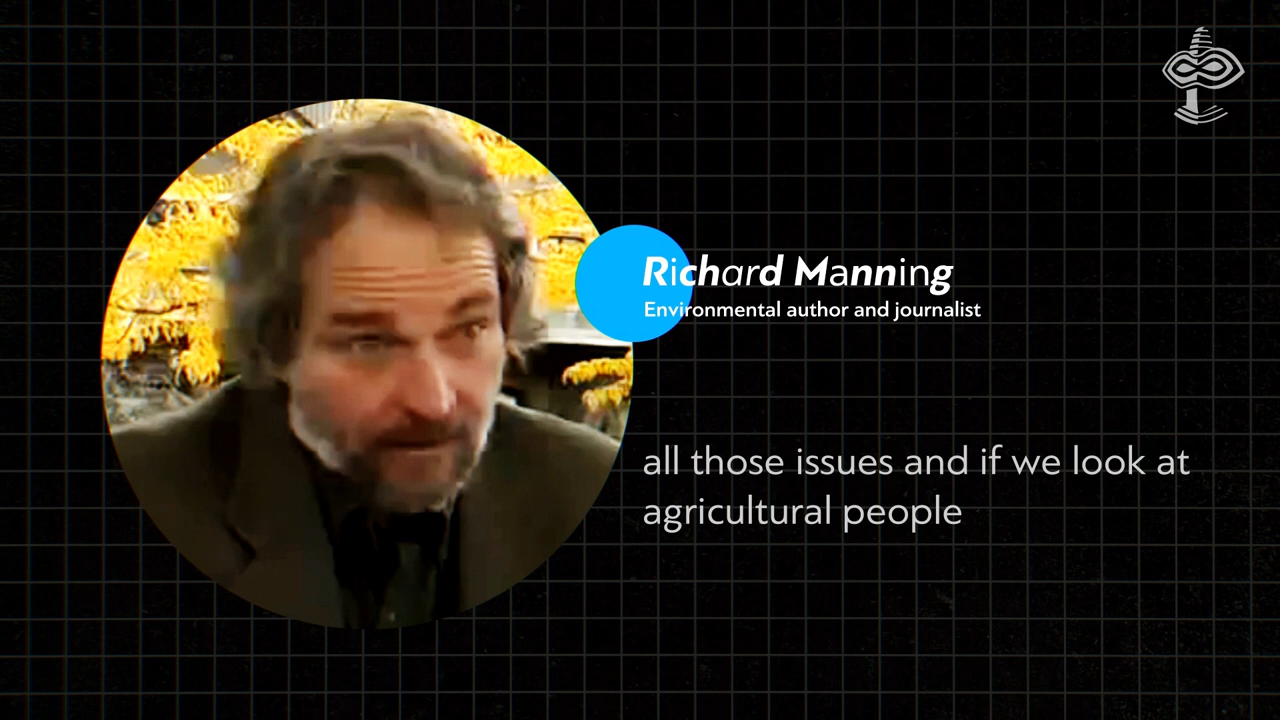 Richard Manning
Environmental author and journalist
all those issues and if we look at
agricultural people